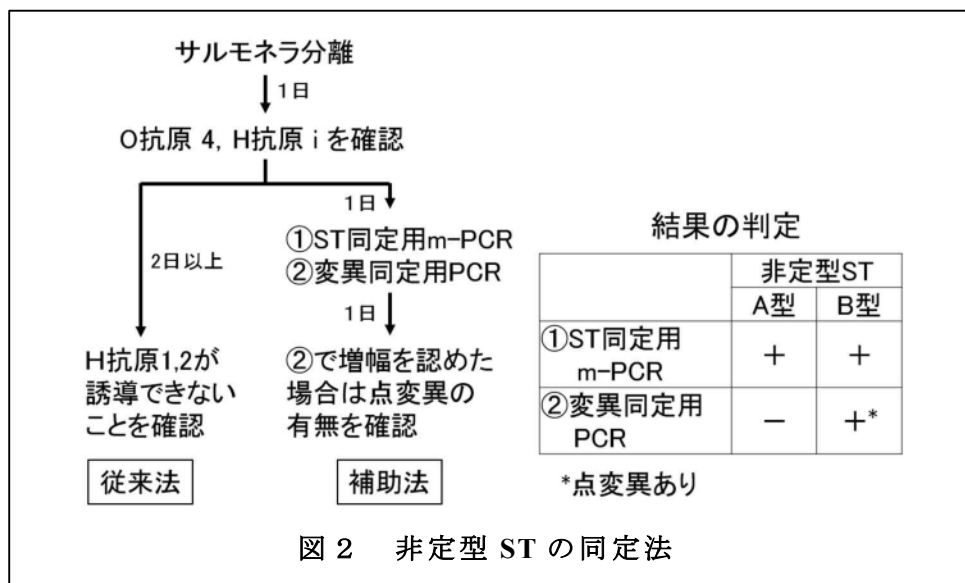 サルモネラ分離
1日
O抗原 4, H抗原 i を確認
2日以上
1日
①ST同定用m-PCR
②変異同定用PCR
1日
H抗原1,2が
誘導できない
ことを確認
②で増幅を認めた
場合は点変異の
有無を確認
従来法
補助法
結果の判定
非定型ST
A型 B型
①ST同定用
m-PCR
＋ ＋
②変異同定用
PCR
－ ＋*
*点変異あり
図 2 非定型 ST の同定法